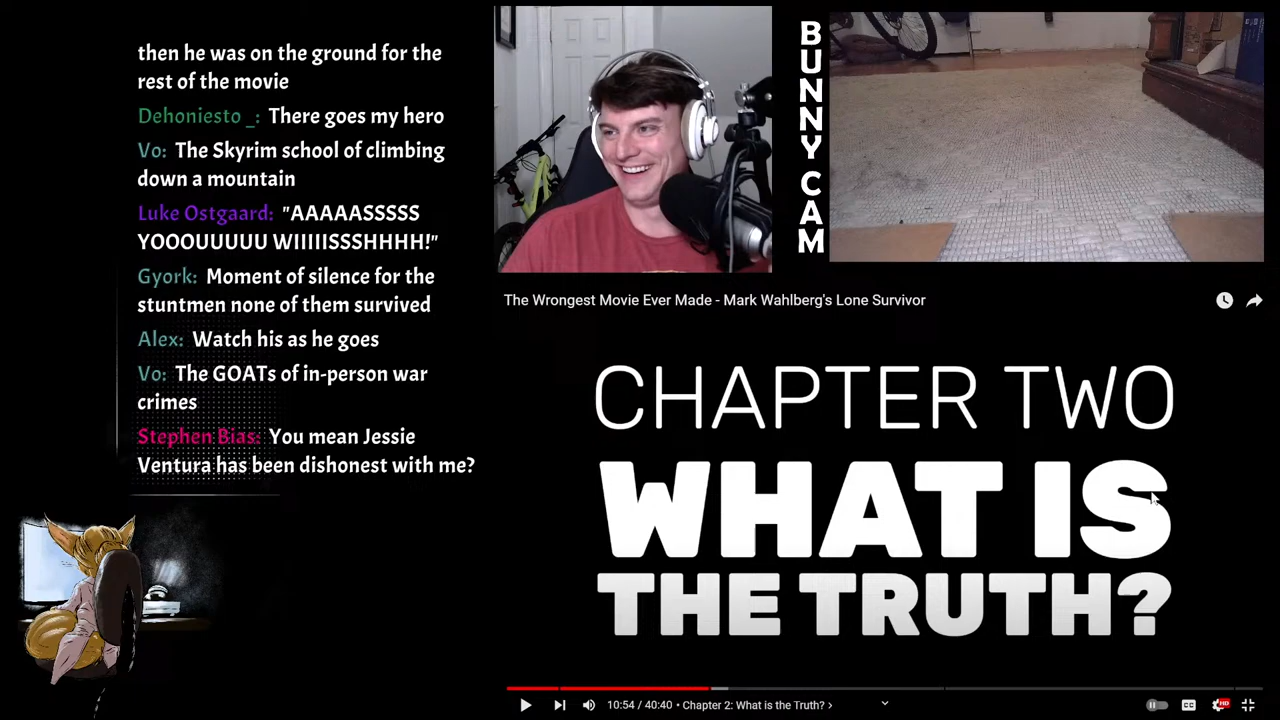 then he was on the ground for the
rest of the movie
Dehoniesto _: There goes my hero
Vo: The Skyrim school of climbing
down a mountain
Luke Ostgaard: "AAAAASSSSS
YOOOUUUUU WIIIIISSSHHHH!"
Gyork: Moment of silence for the
stuntmen none of them survived
Alex: Watch his as he goes
Vo: The GOATs of in-person war
crimes
Stephen Bias: You mean Jessie
Ventura has been dishonest with me?
BUNNY CAM
The Wrongest Movie Ever Made - Mark Wahlberg's Lone Survivor
CHAPTER TWO
WHAT IS
THE TRUTH?
10:54 / 40:40 • Chapter 2: What is the Truth? ›
CC
HD